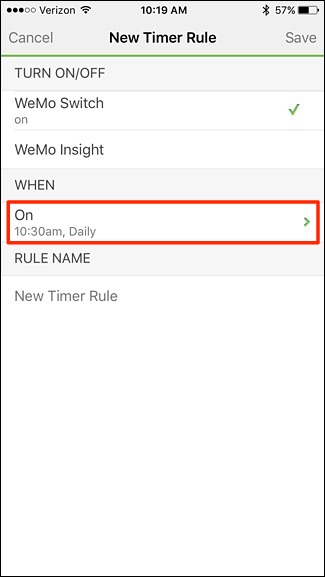 Verizon 10:19 AM 57%
Cancel New Timer Rule Save
TURN ON/OFF
WeMo Switch
on
WeMo Insight
WHEN
On
10:30am, Daily
RULE NAME
New Timer Rule